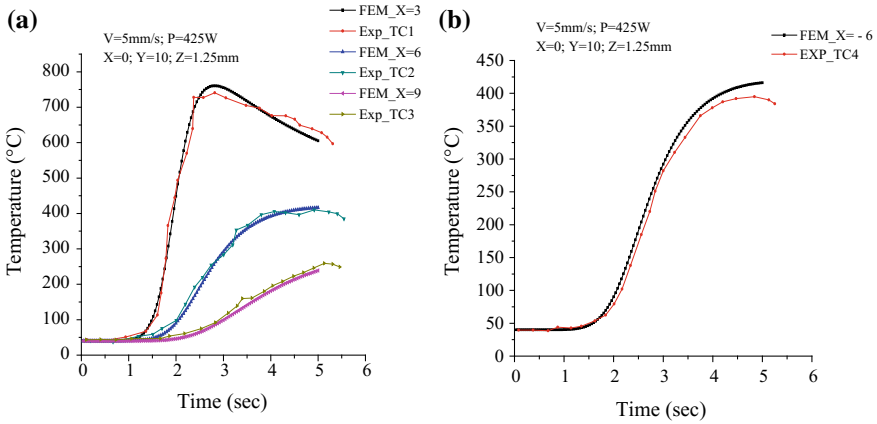 (a)
V=5mm/s; P=425W
X=0; Y=10; Z=1.25mm
FEM_X=3
Exp_TC1
FEM_X=6
Exp_TC2
FEM_X=9
Exp_TC3
800
700
600
500
400
300
200
100
0
Temperature (°C)
0 1 2 3 4 5 6
Time (sec)
(b)
V=5mm/s; P=425W
X=0; Y=10; Z=1.25mm
FEM_X= - 6
EXP_TC4
450
400
350
300
250
200
150
100
50
0
Temperature (°C)
0 1 2 3 4 5 6
Time (sec)